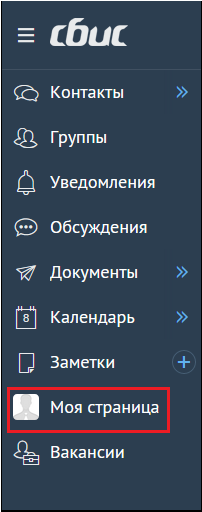 сбис
Контакты
Группы
Уведомления
Обсуждения
Документы
8 Календарь
Заметки
Моя страница
Вакансии